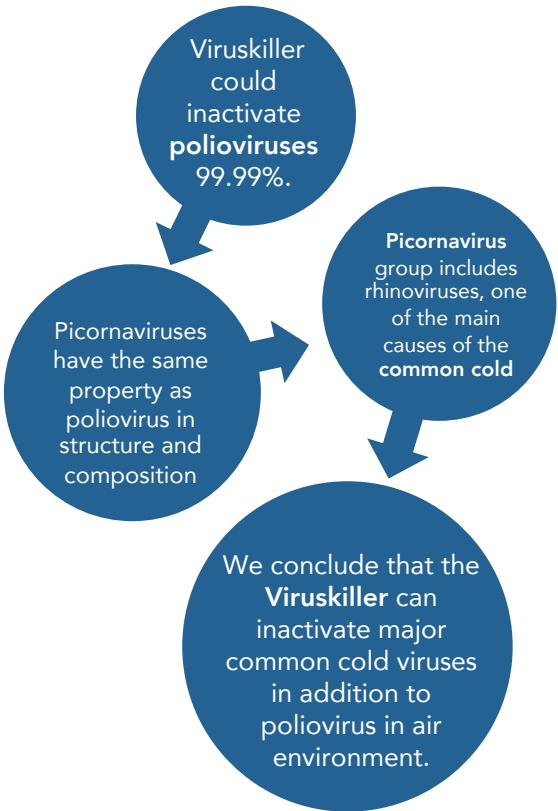 Viruskiller
could
inactivate
polioviruses
99.99%.
Picornaviruses
have the same
property as
poliovirus in
structure and
composition
Picornavirus
group includes
rhinoviruses, one
of the main
causes of the
common cold
We conclude that the
Viruskiller can
inactivate major
common cold viruses
in addition to
poliovirus in air
environment.